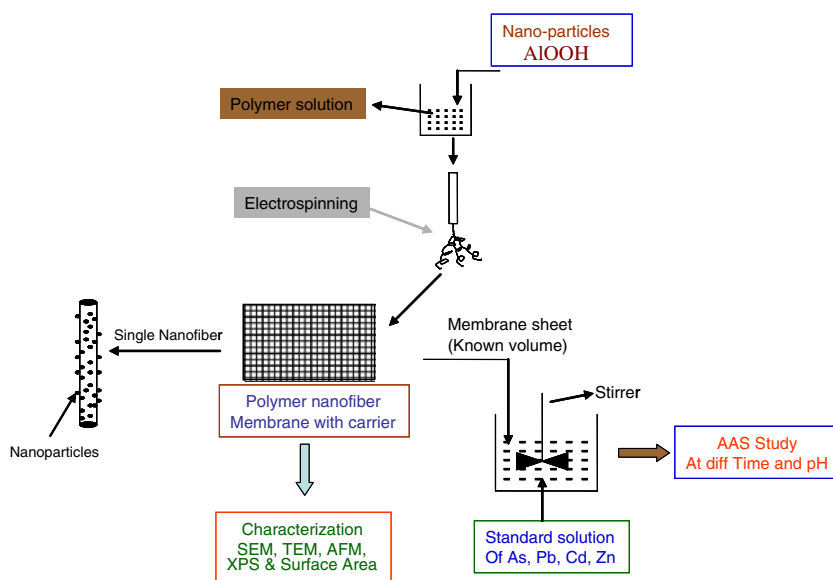 Nano-particles
AlOOH
Polymer solution
Electrospinning
Single Nanofiber
Nanoparticles
Membrane sheet
(Known volume)
Stirrer
Polymer nanofiber
Membrane with carrier
AAS Study
At diff Time and pH
Characterization
SEM, TEM, AFM,
XPS & Surface Area
Standard solution
Of As, Pb, Cd, Zn